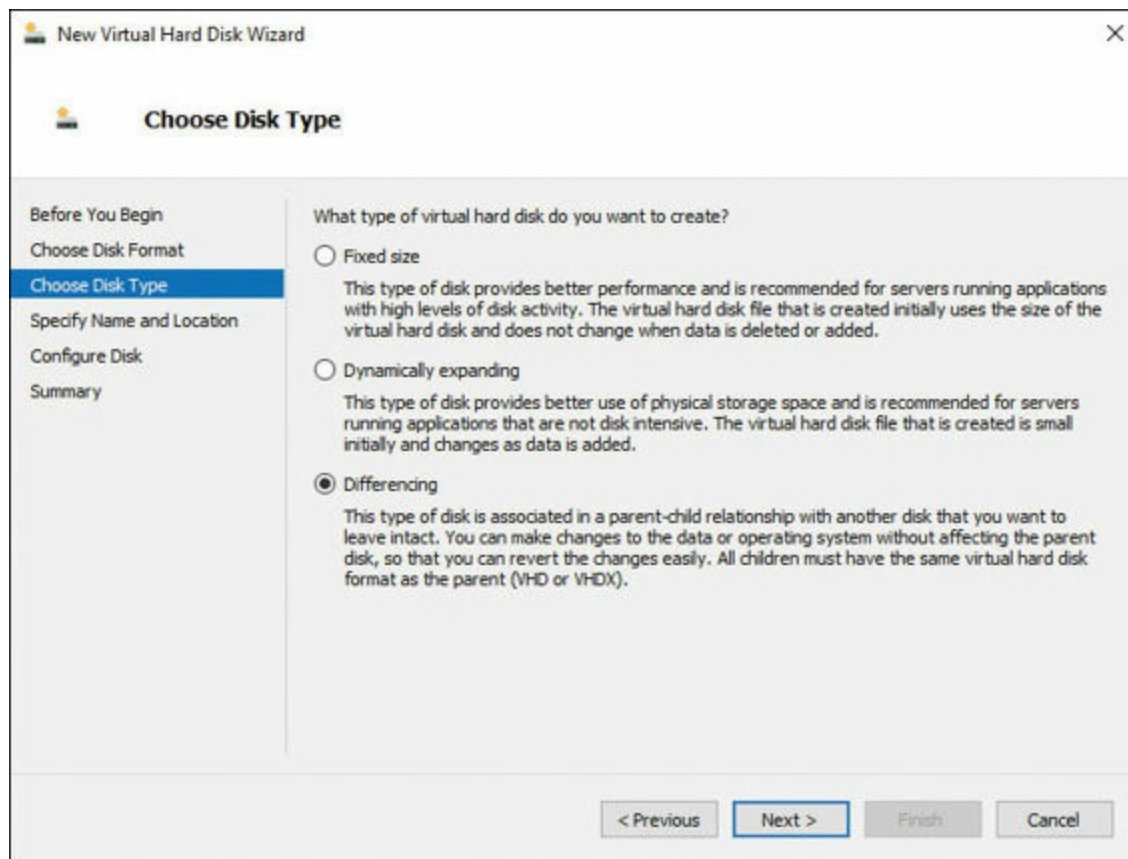 New Virtual Hard Disk Wizard
Choose Disk Type
Before You Begin
Choose Disk Format
Choose Disk Type
Specify Name and Location
Configure Disk
Summary
What type of virtual hard disk do you want to create?
Fixed size
This type of disk provides better performance and is recommended for servers running applications
with high levels of disk activity. The virtual hard disk file that is created initially uses the size of the
virtual hard disk and does not change when data is deleted or added.
Dynamically expanding
This type of disk provides better use of physical storage space and is recommended for servers
running applications that are not disk intensive. The virtual hard disk file that is created is small
initially and changes as data is added.
Differencing
This type of disk is associated in a parent-child relationship with another disk that you want to
leave intact. You can make changes to the data or operating system without affecting the parent
disk, so that you can revert the changes easily. All children must have the same virtual hard disk
format as the parent (VHD or VHDX).
< Previous
Next >
Finish
Cancel